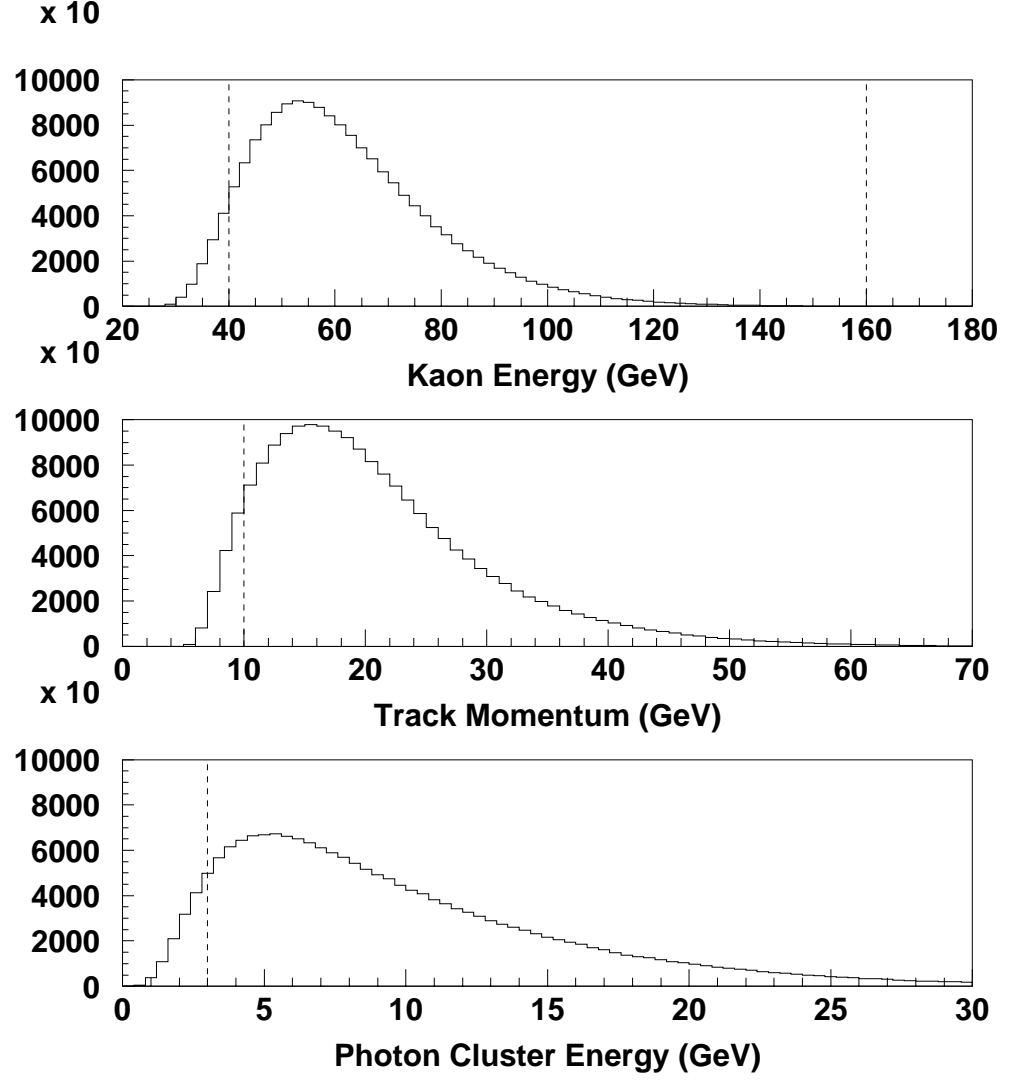 x 10
10000
8000
6000
4000
2000
0
20 40 60 80 100 120 140 160 180
x 10
Kaon Energy (GeV)
10000
8000
6000
4000
2000
0
0 10 20 30 40 50 60 70
x 10
Track Momentum (GeV)
10000
8000
6000
4000
2000
0
0 5 10 15 20 25 30
Photon Cluster Energy (GeV)